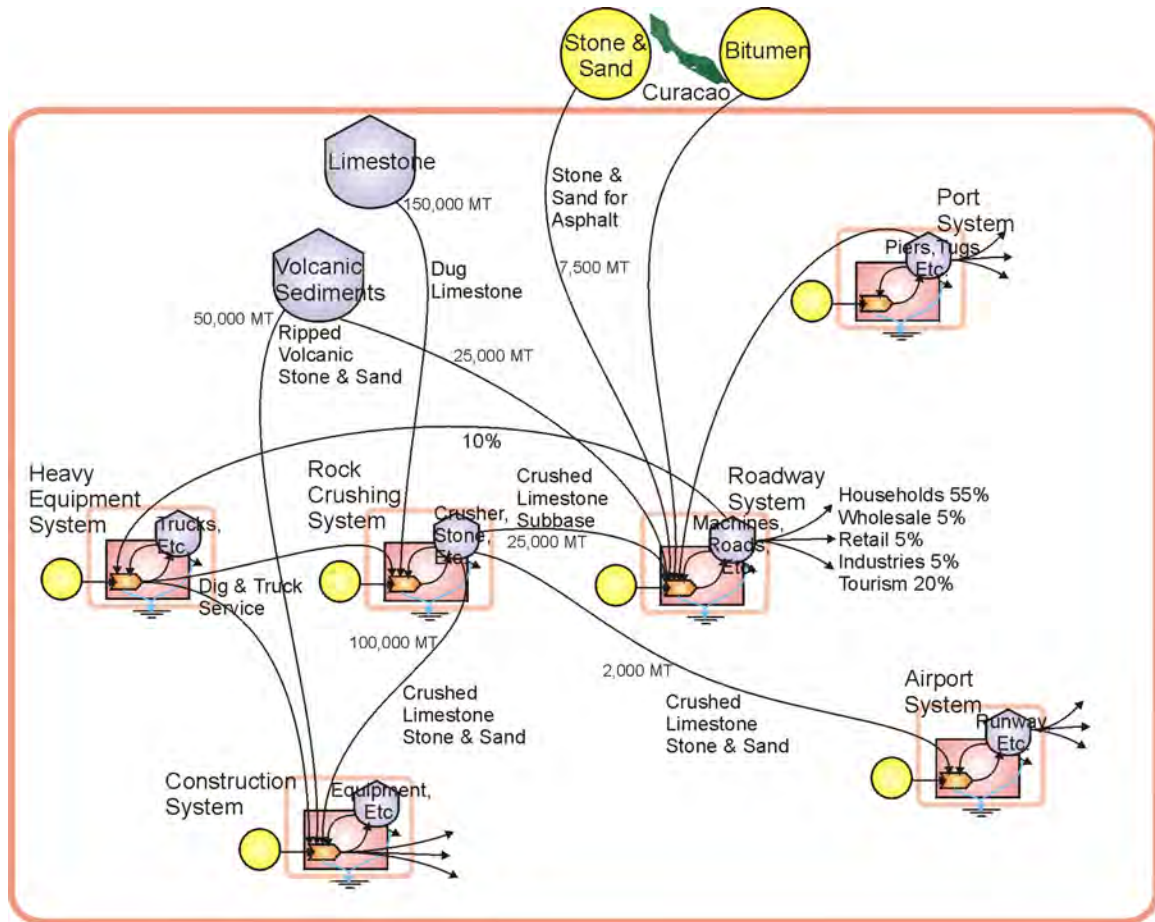 Stone &
Sand
Bitumen
Curacao
Limestone
150,000 MT
Stone &
Sand for
Asphalt
Port
System
Piers, Tugs
Etc.
Volcanic
Sediments
Dug
Limestone
7,500 MT
50,000 MT
Ripped
Volcanic
Stone & Sand
25,000 MT
10%
Heavy
Equipment
System
Rock
Crushing
System
Crushed
Limestone
Subbase
Roadway
System
Households 55%
Wholesale 5%
Retail 5%
Industries 5%
Tourism 20%
Trucks,
Etc
Crusher,
Stone,
Etc.
25,000 MT
Machines,
Roads,
Etc.
Dig & Truck
Service
100,000 MT
2,000 MT
Crushed
Limestone
Stone & Sand
Crushed
Limestone
Stone & Sand
Airport
System
Runway
Etc.
Construction
System
Equipment,
Etc